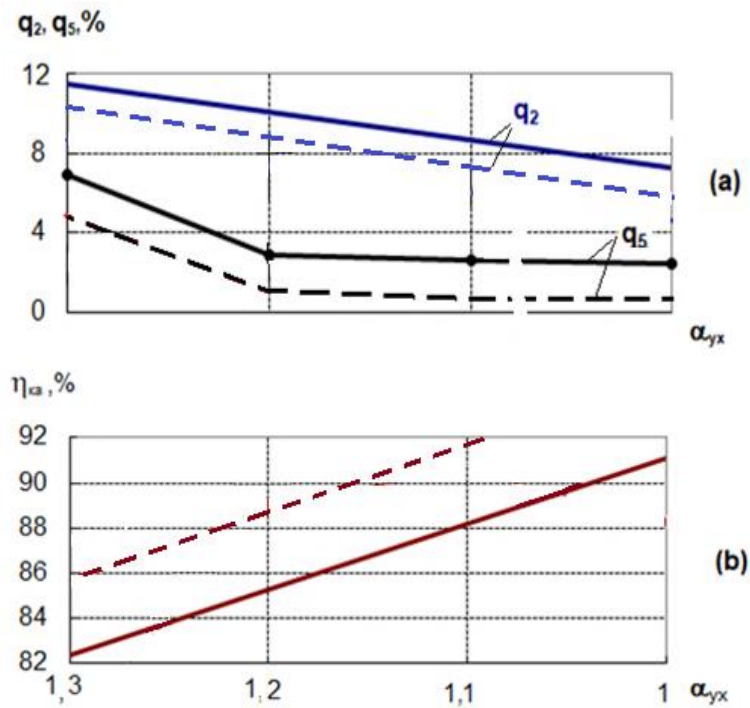 q₂, q₅,%
12
q₂
8
(a)
4
q₅
0
αух
ηка,%
92
90
88
86
(b)
84
82
1,3 1,2 1,1 1 αух